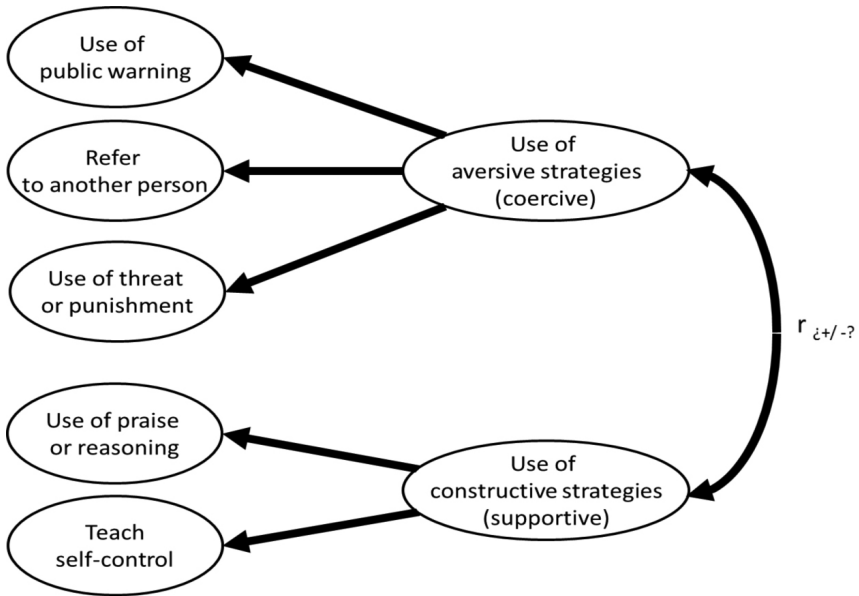 Use of
public warning
Refer
to another person
Use of threat
or punishment
Use of praise
or reasoning
Teach
self-control
Use of
aversive strategies
(coercive)
Use of
constructive strategies
(supportive)
r ¿+/ -?